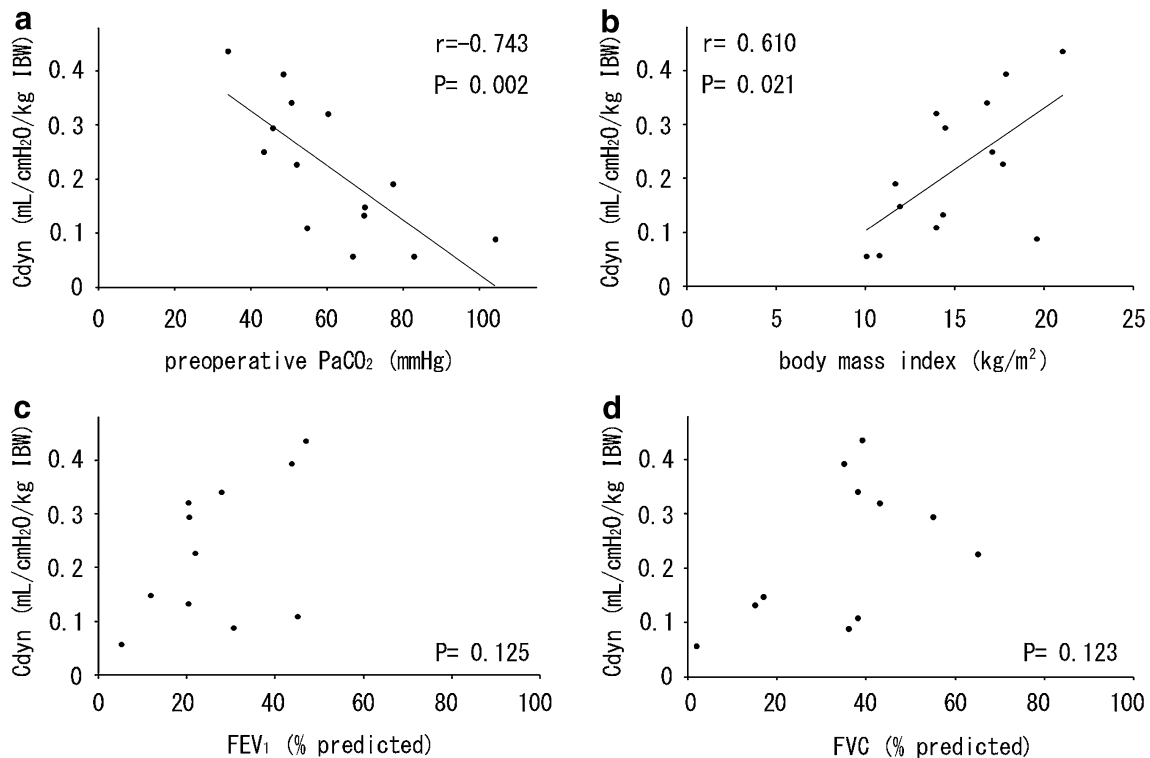 a
r=-0.743
P= 0.002
Cdyn (mL/cmH₂O/kg IBW)
0.4
0.3
0.2
0.1
0
0 20 40 60 80 100
preoperative PaCO₂ (mmHg)
b
r= 0.610
P= 0.021
Cdyn (mL/cmH₂O/kg IBW)
0.4
0.3
0.2
0.1
0
0 5 10 15 20 25
body mass index (kg/m²)
c
Cdyn (mL/cmH₂O/kg IBW)
0.4
0.3
0.2
0.1
0
P= 0.125
0 20 40 60 80 100
FEV₁ (% predicted)
d
Cdyn (mL/cmH₂O/kg IBW)
0.4
0.3
0.2
0.1
0
P= 0.123
0 20 40 60 80 100
FVC (% predicted)